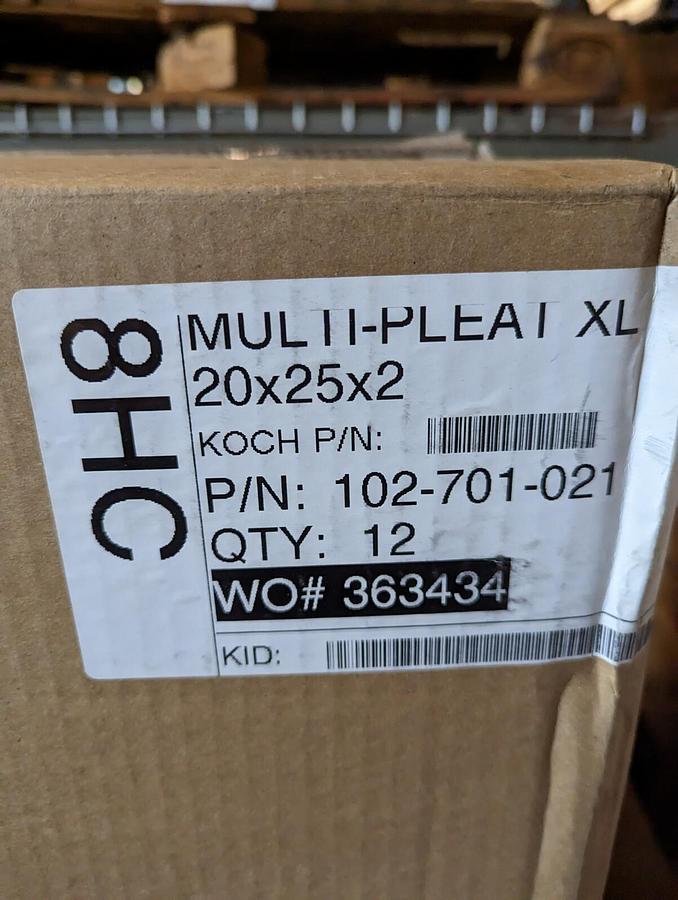 8HC
MULTI-PLEAT XL
20x25x2
KOCH P/N:
P/N: 102-701-021
QTY: 12
WO# 363434
KID: